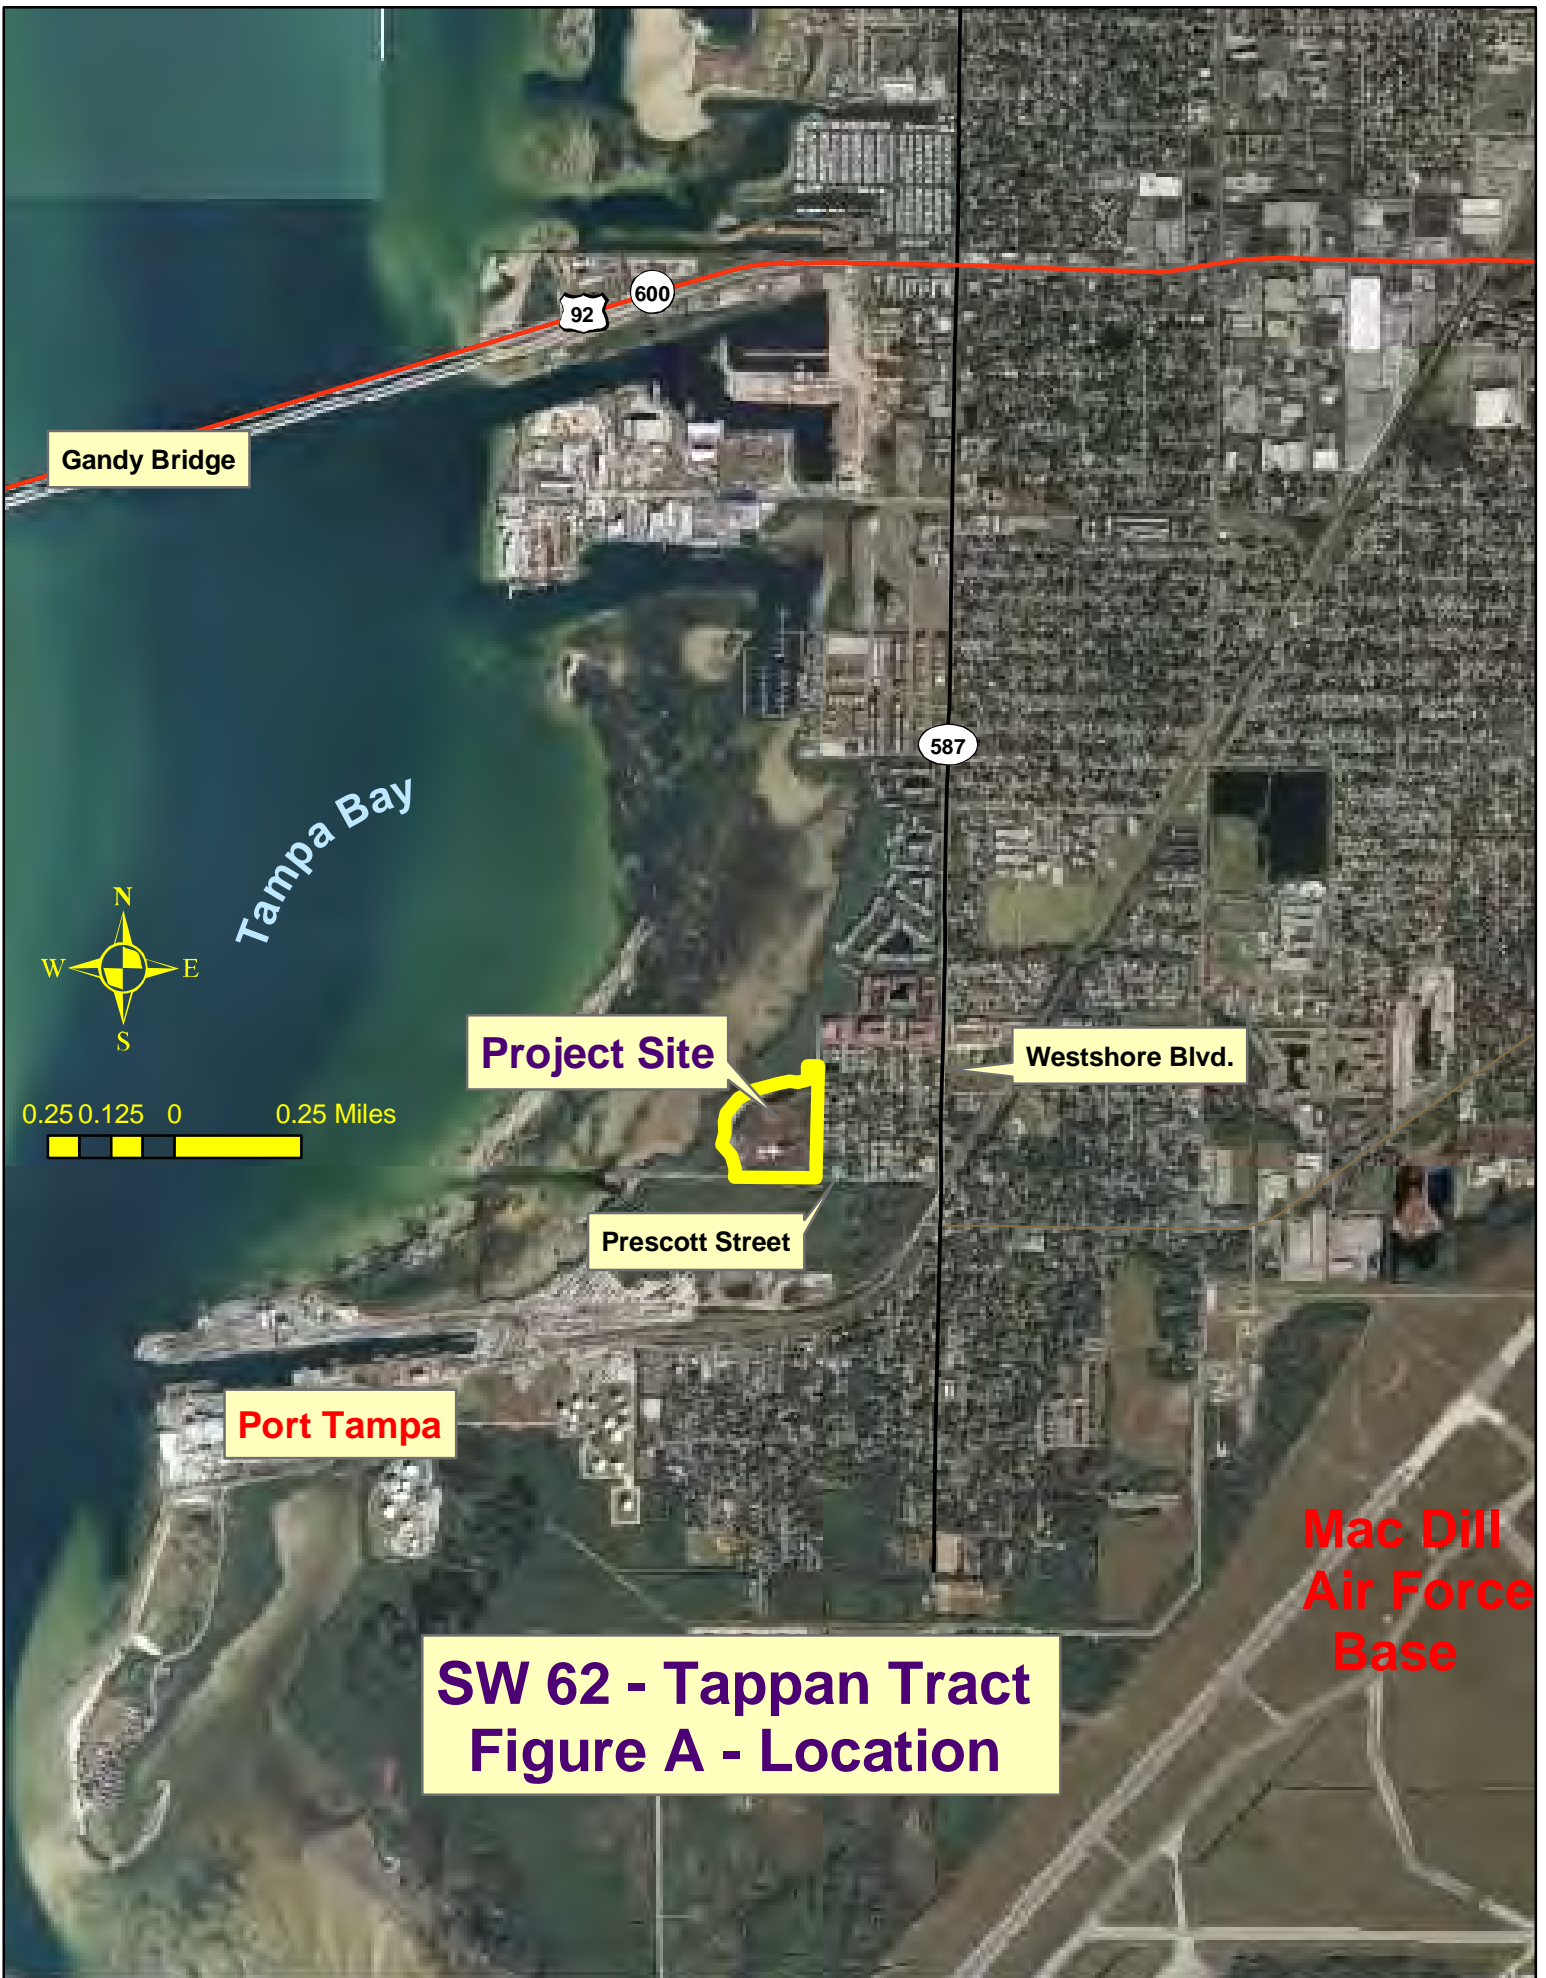 600
92
Gandy Bridge
587
Tampa Bay
N
W E
S
Project Site
Westshore Blvd.
0.25 0.125 0 0.25 Miles
Prescott Street
Port Tampa
Mac Dill
Air Force
Base
SW 62 - Tappan Tract
Figure A - Location